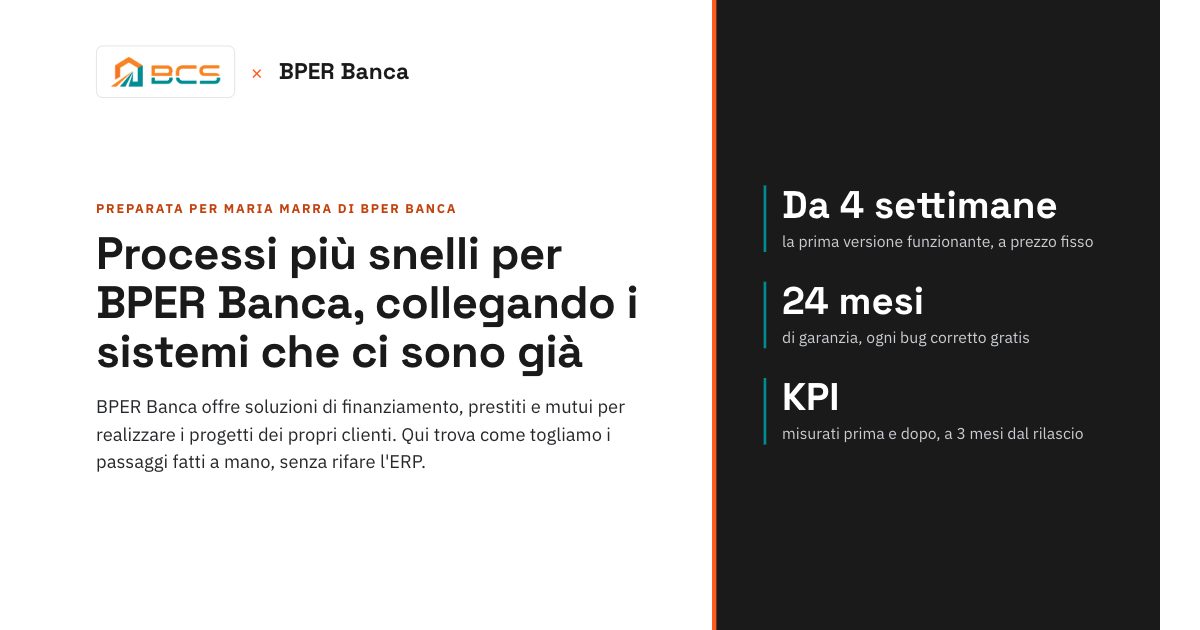 BCS × BPER Banca
PREPARATA PER MARIA MARRA DI BPER BANCA
Processi più snelli per
BPER Banca, collegando i
sistemi che ci sono già
BPER Banca offre soluzioni di finanziamento, prestiti e mutui per
realizzare i progetti dei propri clienti. Qui trova come togliamo i
passaggi fatti a mano, senza rifare l'ERP.
Da 4 settimane
la prima versione funzionante, a prezzo fisso
24 mesi
di garanzia, ogni bug corretto gratis
KPI
misurati prima e dopo, a 3 mesi dal rilascio